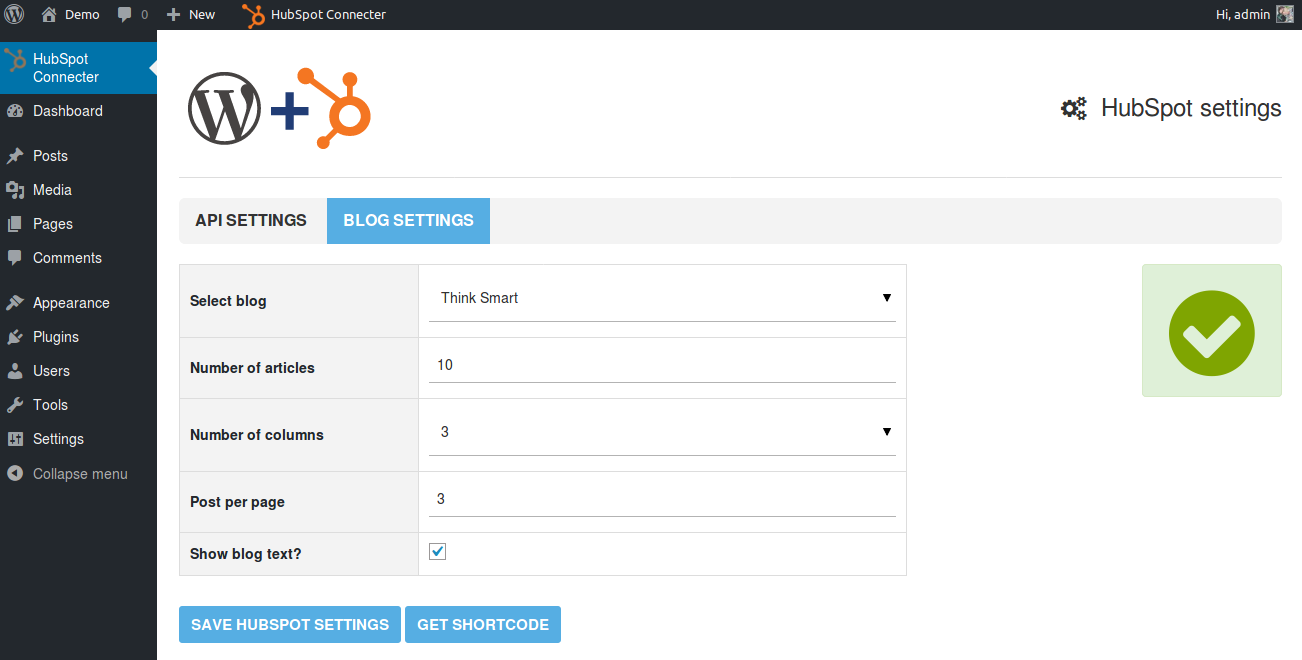 Demo 0 New HubSpot Connecter Hi, admin
HubSpot
Connecter
Dashboard
Posts
Media
Pages
Comments
Appearance
Plugins
Users
Tools
Settings
Collapse menu
HubSpot settings
API SETTINGS BLOG SETTINGS
Select blog Think Smart
Number of articles 10
Number of columns 3
Post per page 3
Show blog text?
SAVE HUBSPOT SETTINGS GET SHORTCODE